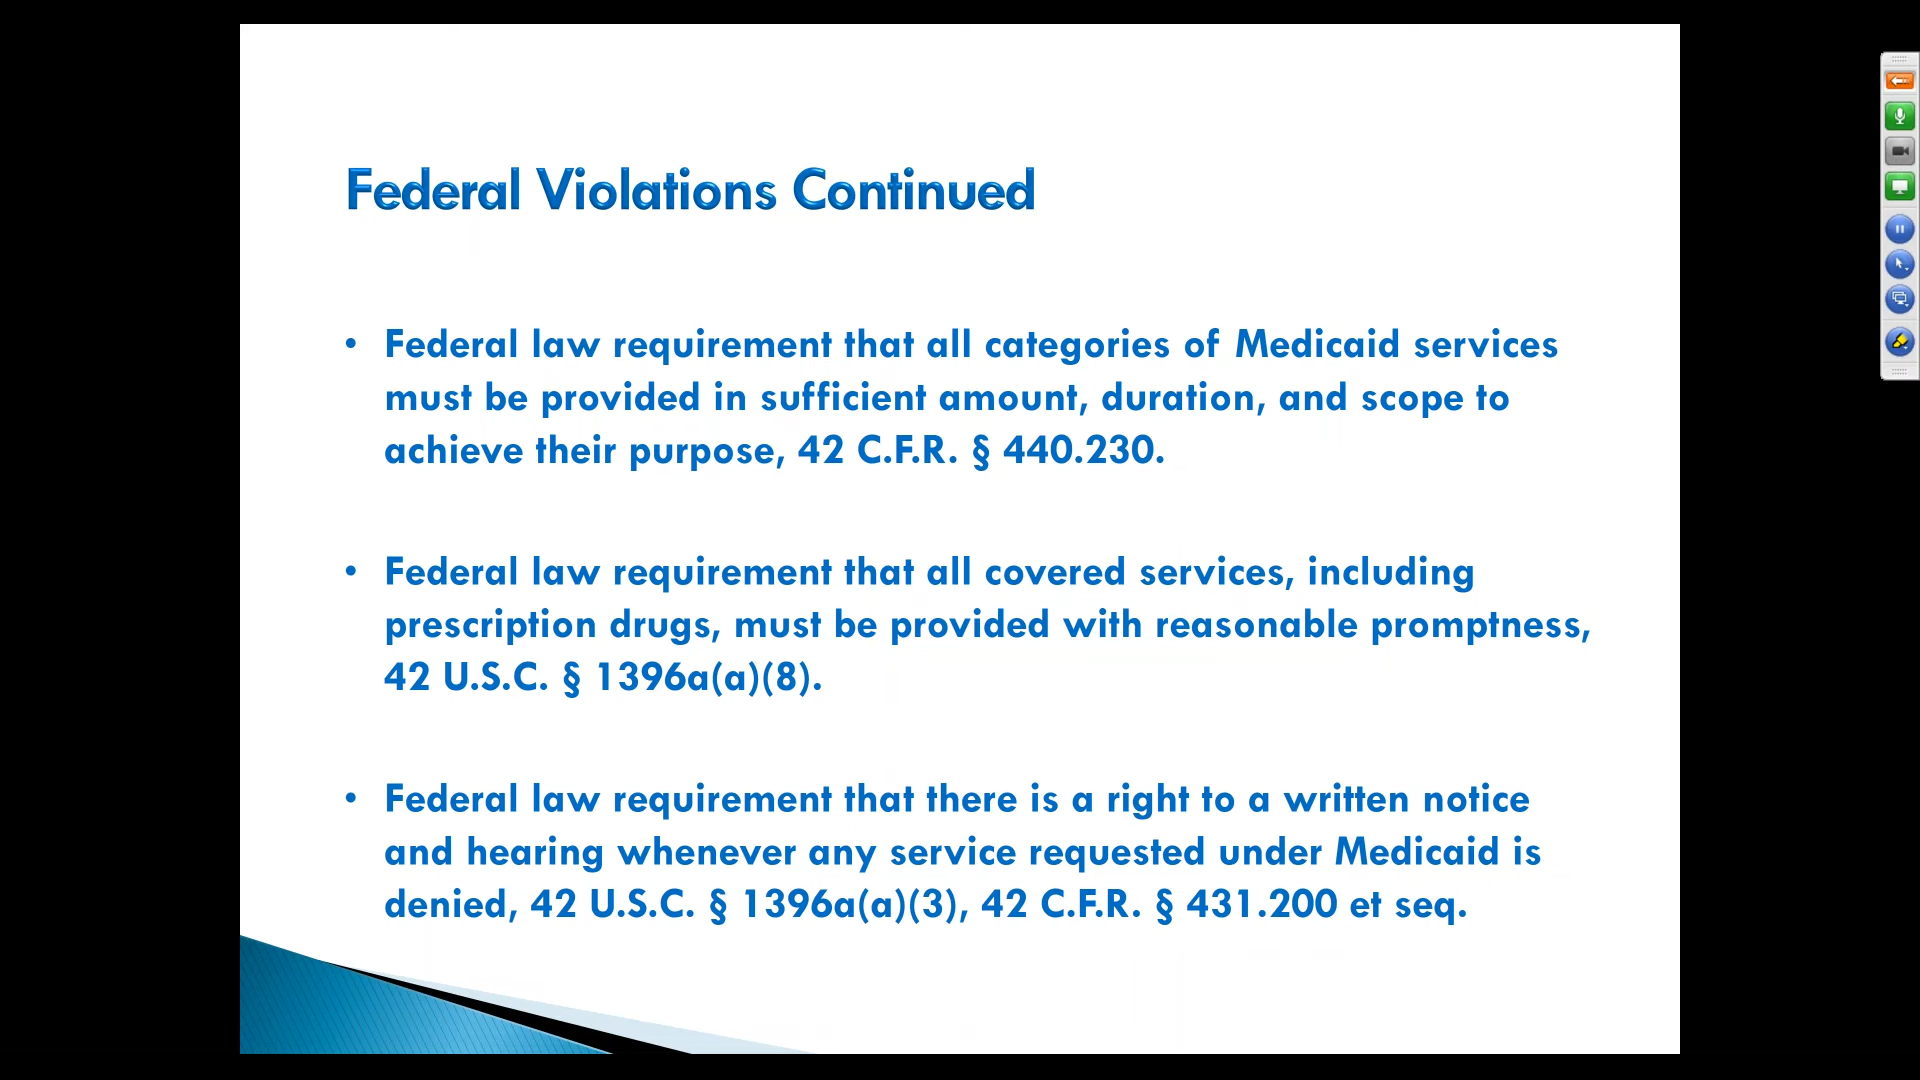 Federal Violations Continued
• Federal law requirement that all categories of Medicaid services
must be provided in sufficient amount, duration, and scope to
achieve their purpose, 42 C.F.R. § 440.230.
• Federal law requirement that all covered services, including
prescription drugs, must be provided with reasonable promptness,
42 U.S.C. § 1396a(a)(8).
• Federal law requirement that there is a right to a written notice
and hearing whenever any service requested under Medicaid is
denied, 42 U.S.C. § 1396a(a)(3), 42 C.F.R. § 431.200 et seq.